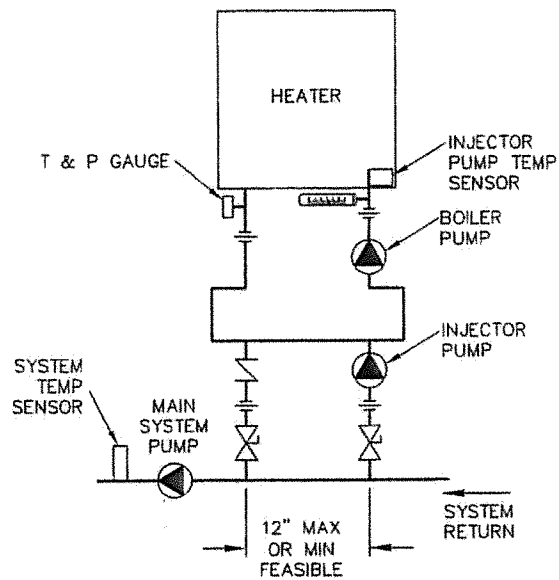 HEATER
T & P GAUGE
INJECTOR
PUMP TEMP
SENSOR
BOILER
PUMP
INJECTOR
PUMP
SYSTEM
TEMP
SENSOR
MAIN
SYSTEM
PUMP
12" MAX
OR MIN
FEASIBLE
SYSTEM
RETURN